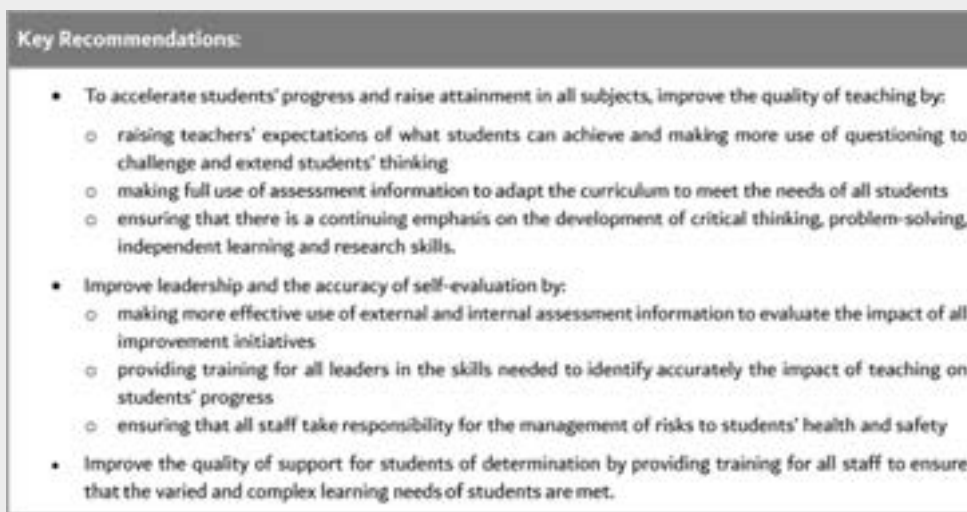 Key Recommendations:
• To accelerate students' progress and raise attainment in all subjects, improve the quality of teaching by:
o raising teachers' expectations of what students can achieve and making more use of questioning to
challenge and extend students' thinking
o making full use of assessment information to adapt the curriculum to meet the needs of all students
o ensuring that there is a continuing emphasis on the development of critical thinking, problem-solving,
independent learning and research skills.
• Improve leadership and the accuracy of self-evaluation by:
o making more effective use of external and internal assessment information to evaluate the impact of all
improvement initiatives
o providing training for all leaders in the skills needed to identify accurately the impact of teaching on
students' progress
o ensuring that all staff take responsibility for the management of risks to students' health and safety
• Improve the quality of support for students of determination by providing training for all staff to ensure
that the varied and complex learning needs of students are met.